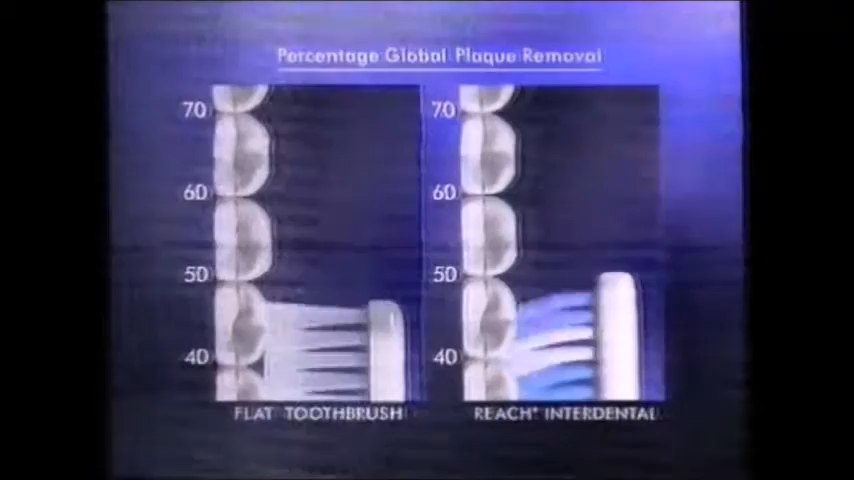 Percentage Global Plaque Removal
70
60
50
40
FLAT TOOTHBRUSH
70
60
50
40
REACH* INTERDENTAL